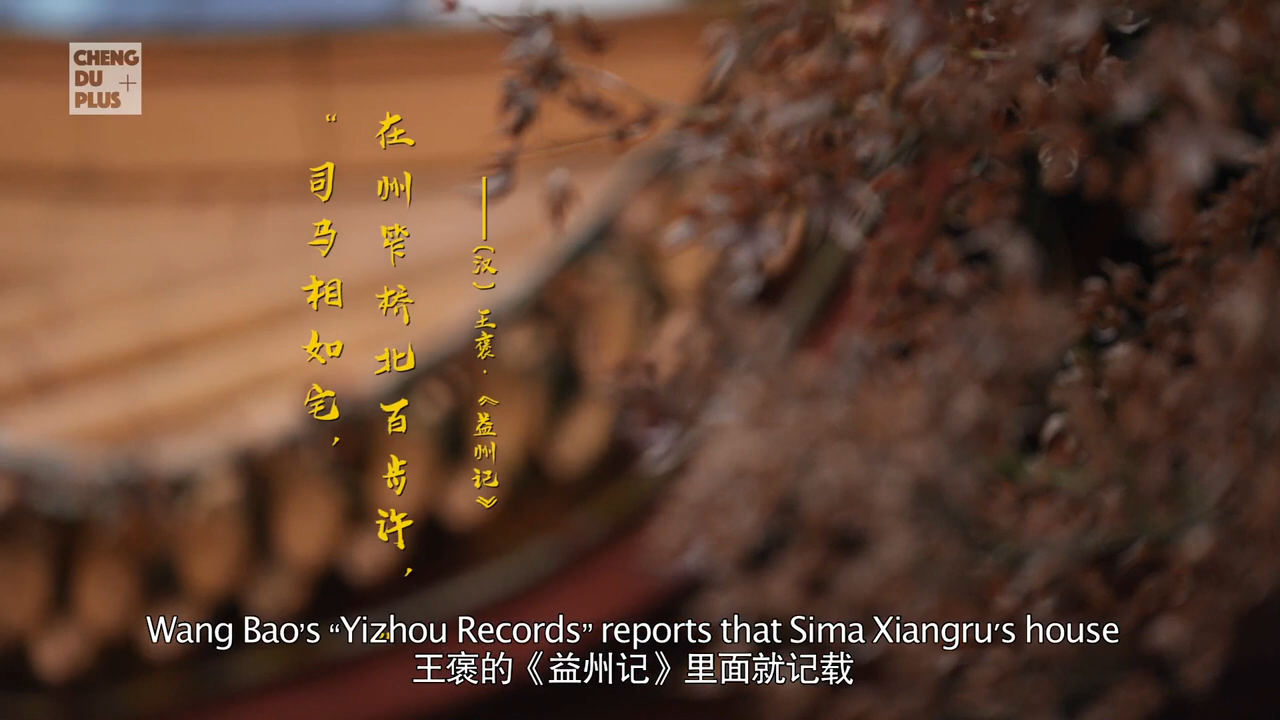 CHENG
DU
PLUS
“司马相如宅，
在州笮桥北百步许，
——（汉）王褒·《益州记》
Wang Bao's “Yizhou Records” reports that Sima Xiangru's house
王褒的《益州记》里面就记载